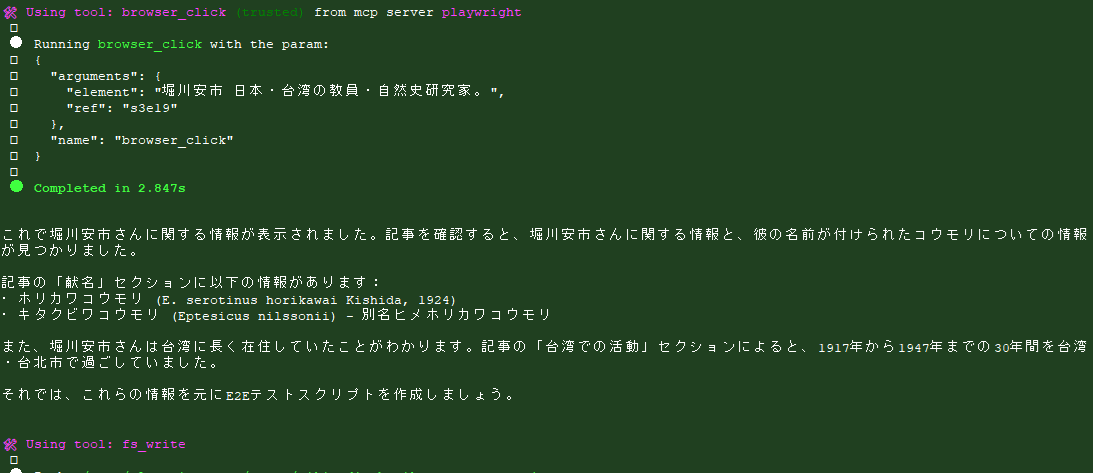 🛠️ Using tool: browser_click (trusted) from mcp server playwright
● Running browser_click with the param:
{
"arguments": {
"element": "堀川安市 日本・台湾の教員・自然史研究家。",
"ref": "s3e19"
},
"name": "browser_click"
}
● Completed in 2.847s
これで堀川安市さんに関する情報が表示されました。記事を確認すると、堀川安市さんに関する情報と、彼の名前が付けられたコウモリについての情報
が見つかりました。
記事の「献名」セクションに以下の情報があります：
· ホリカワコウモリ (E. serotinus horikawai Kishida, 1924)
· キタクビワコウモリ (Eptesicus nilssonii) - 別名ヒメホリカワコウモリ
また、堀川安市さんは台湾に長く在住していたことがわかります。記事の「台湾での活動」セクションによると、1917年から1947年までの30年間を台湾
・台北市で過ごしていました。
それでは、これらの情報を元にE2Eテストスクリプトを作成しましょう。
🛠️ Using tool: fs_write